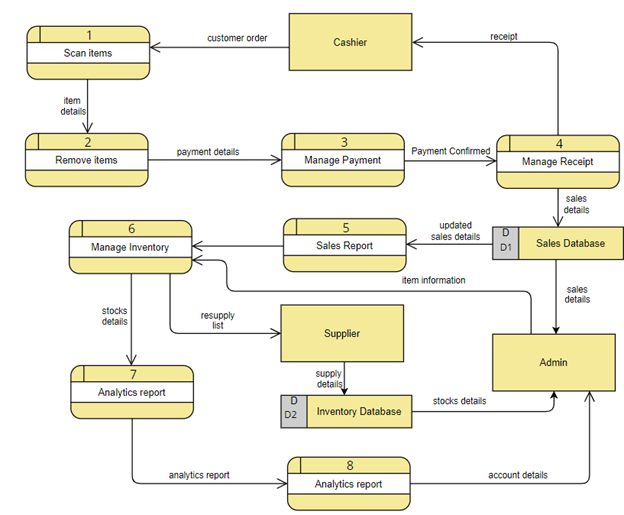 1
Scan items
customer order
Cashier
receipt
item
details
2
Remove items
payment details
3
Manage Payment
Payment Confirmed
4
Manage Receipt
sales
details
6
Manage Inventory
5
Sales Report
updated
sales details
D
D1
Sales Database
item information
sales
details
stocks
details
resupply
list
Supplier
Admin
7
Analytics report
supply
details
D
D2
Inventory Database
stocks details
analytics report
8
Analytics report
account details